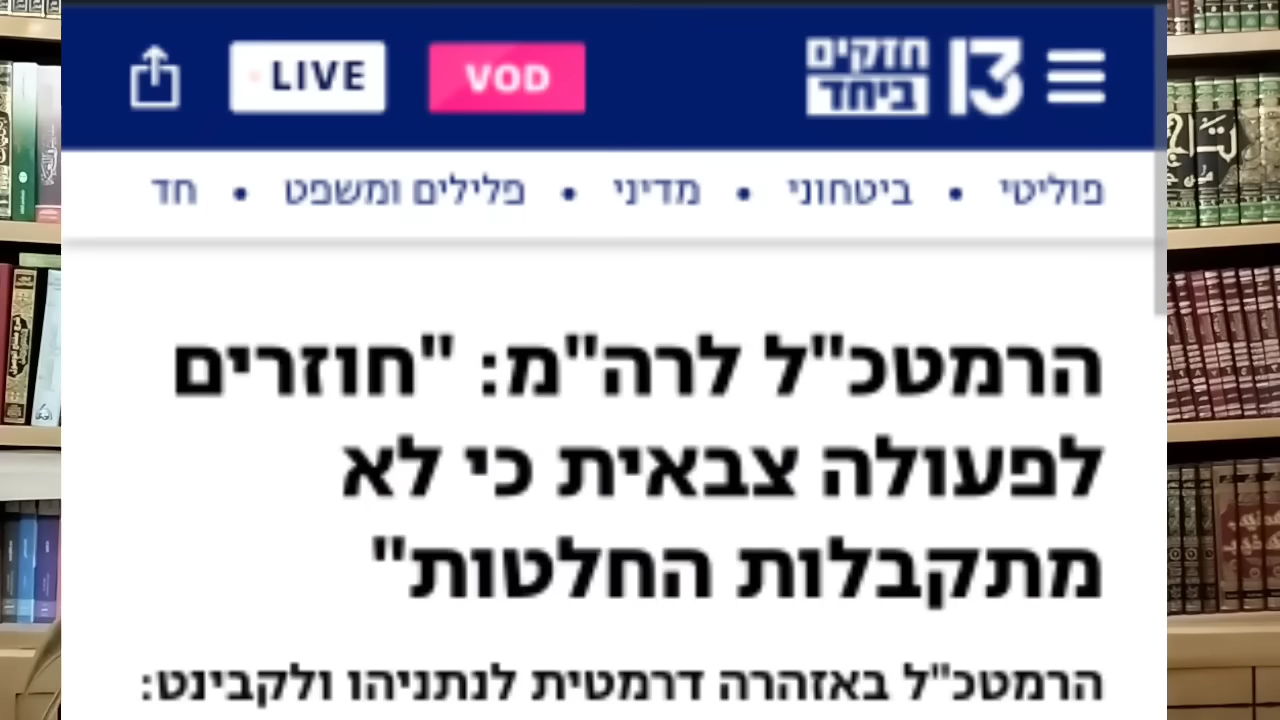 LIVE
VOD
חזקים
ביחד
13
פוליטי • ביטחוני • מדיני • פלילים ומשפט • חד
הרמטכ"ל לרה"מ: "חוזרים
לפעולה צבאית כי לא
מתקבלות החלטות"
הרמטכ"ל באזהרה דרמטית לנתניהו ולקבינט: